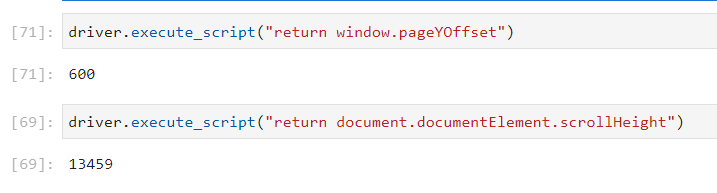 [71]: driver.execute_script("return window.pageYOffset")
[71]: 600
[69]: driver.execute_script("return document.documentElement.scrollHeight")
[69]: 13459